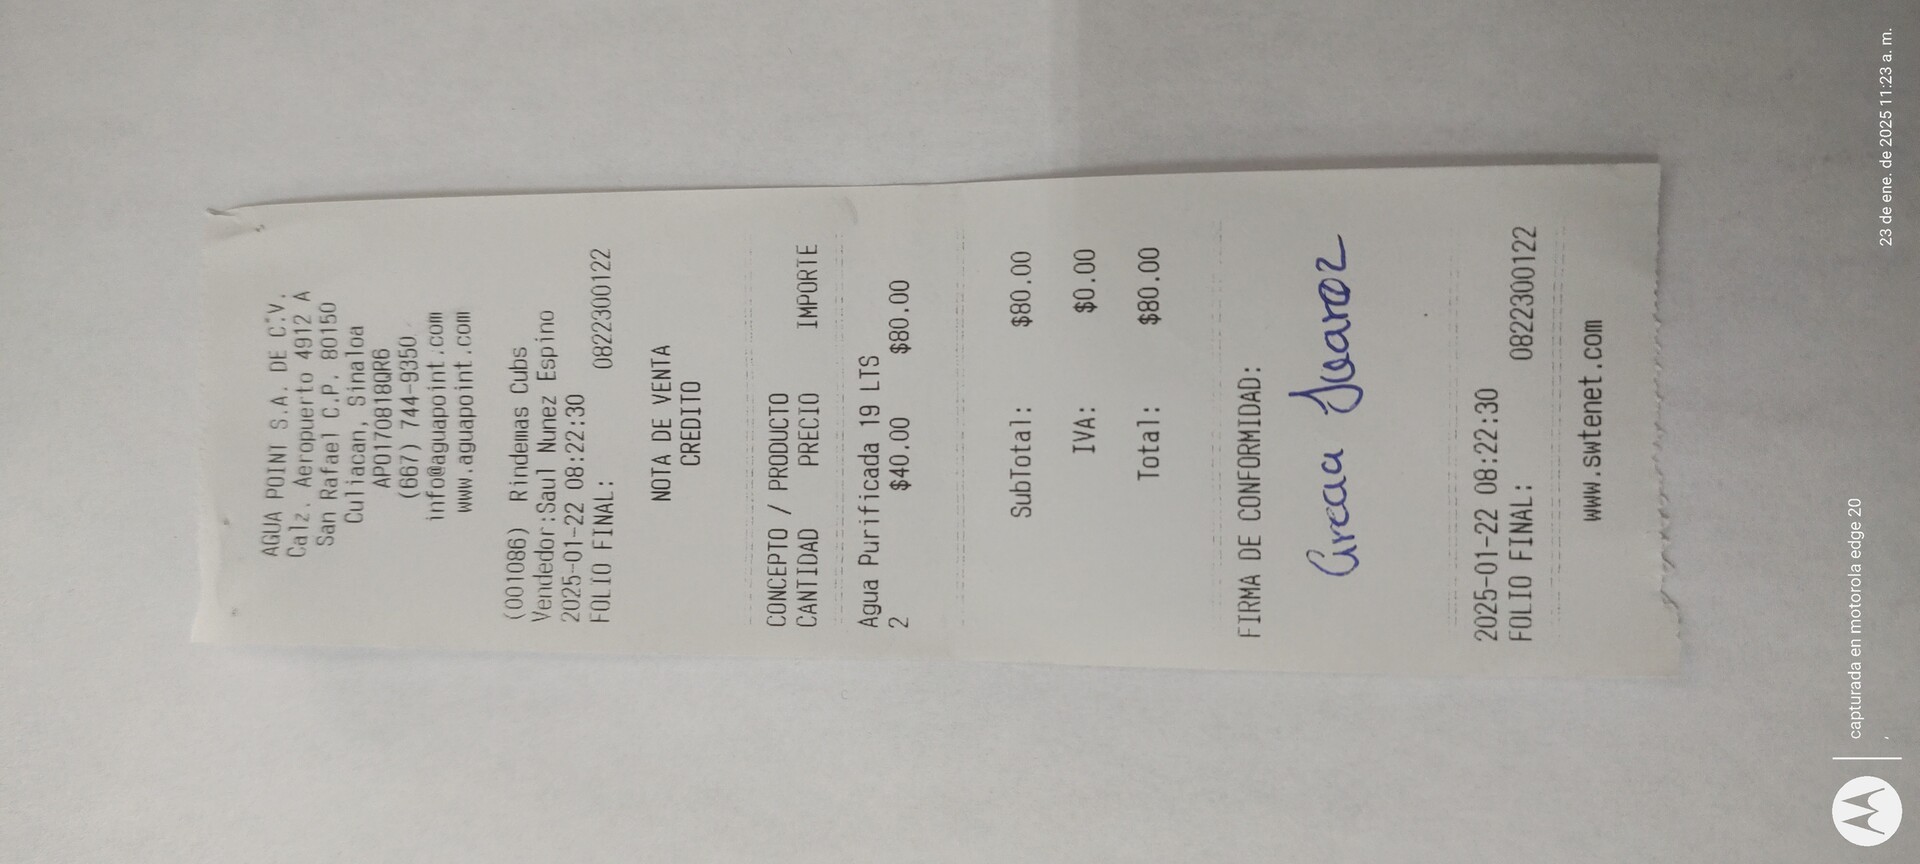 AGUA POINT S.A. DE C.V.
Calz. Aeropuerto 4912 A
San Rafael C.P. 80150
Culiacan, Sinaloa
APO170818QR6
(667) 744-9350
info@aguapoint.com
www.aguapoint.com
(001086) Rindemas Cubs
Vendedor:Saul Nunez Espino
2025-01-22 08:22:30
FOLIO FINAL: 0822300122
NOTA DE VENTA
CREDITO
CONCEPTO / PRODUCTO
CANTIDAD PRECIO IMPORTE
Agua Purificada 19 LTS
2 $40.00 $80.00
SubTotal: $80.00
IVA: $0.00
Total: $80.00
FIRMA DE CONFORMIDAD:
Juarez
2025-01-22 08:22:30
FOLIO FINAL: 0822300122
www.swtenet.com
capturada en motorola edge 20
23 de ene. de 2025 11:23 a. m.